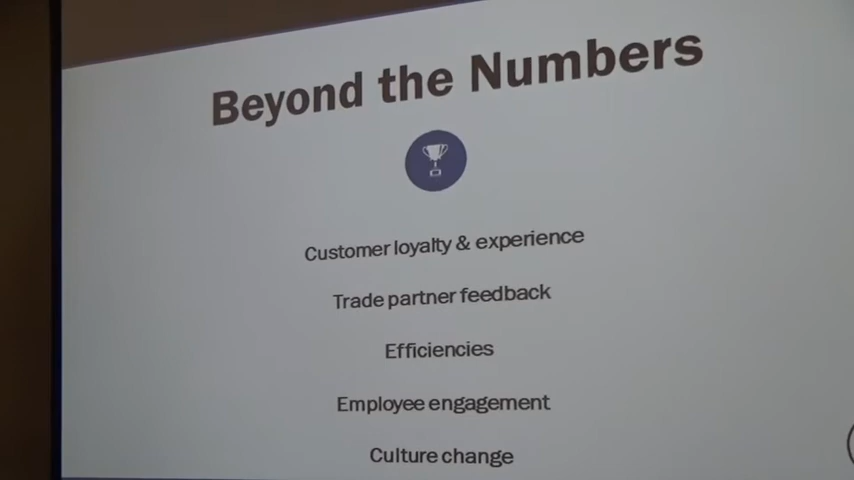 Beyond the Numbers
Customer loyalty & experience
Trade partner feedback
Efficiencies
Employee engagement
Culture change